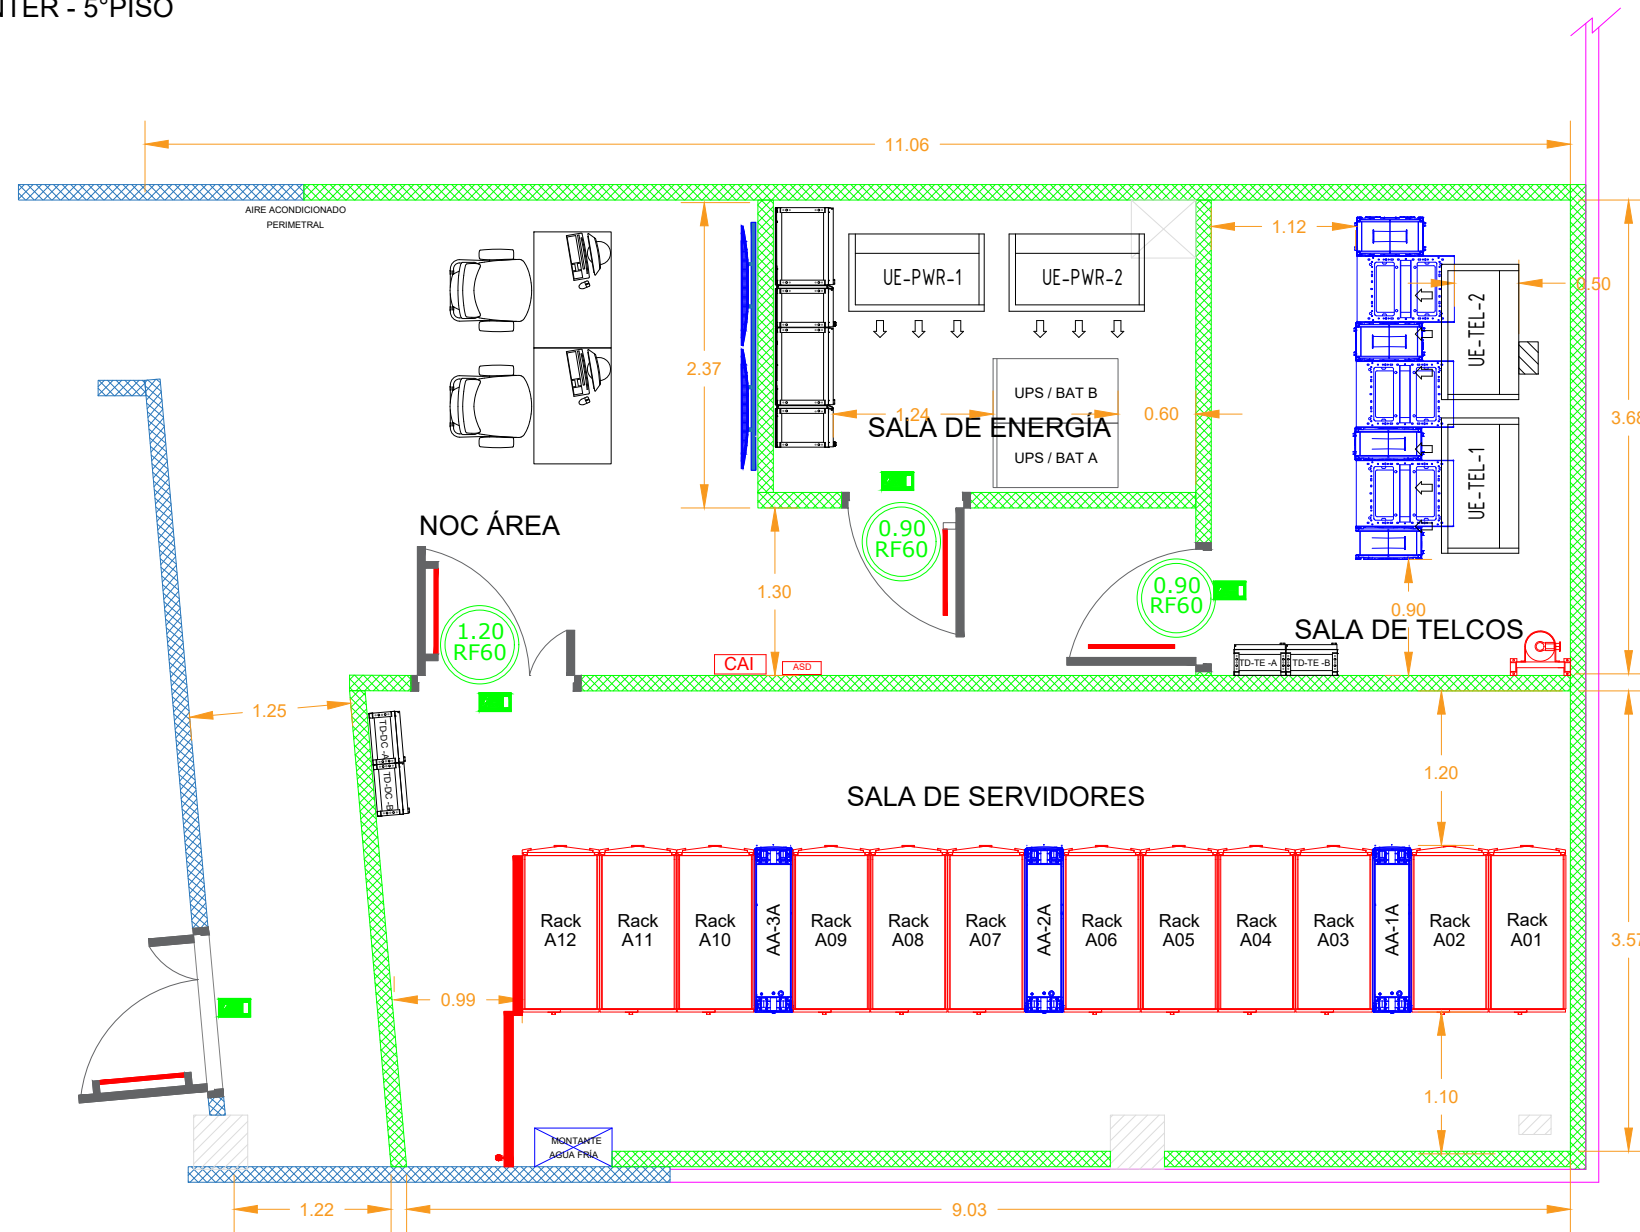 NTER - 5°PISO
11.06
AIRE ACONDICIONADO
PERIMETRAL
1.12
UE-PWR-1
UE-PWR-2
0.50
UE-TEL-2
2.37
UPS / BAT B
1.24
0.60
3.68
SALA DE ENERGÍA
UPS / BAT A
UE-TEL-1
NOC ÁREA
0.90
RF60
1.30
0.90
RF60
0.90
1.20
RF60
SALA DE TELCOS
CAI
ASD
TD-TE -A
TD-TE -B
1.25
TD-DC -A
TD-DC -B
1.20
SALA DE SERVIDORES
Rack
A12
Rack
A11
Rack
A10
AA-3A
Rack
A09
Rack
A08
Rack
A07
AA-2A
Rack
A06
Rack
A05
Rack
A04
Rack
A03
AA-1A
Rack
A02
Rack
A01
3.57
0.99
1.10
MONTANTE
AGUA FRÍA
1.22
9.03